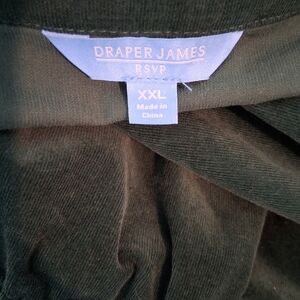 DRAPER JAMES
RSVP
XXL
Made in
China